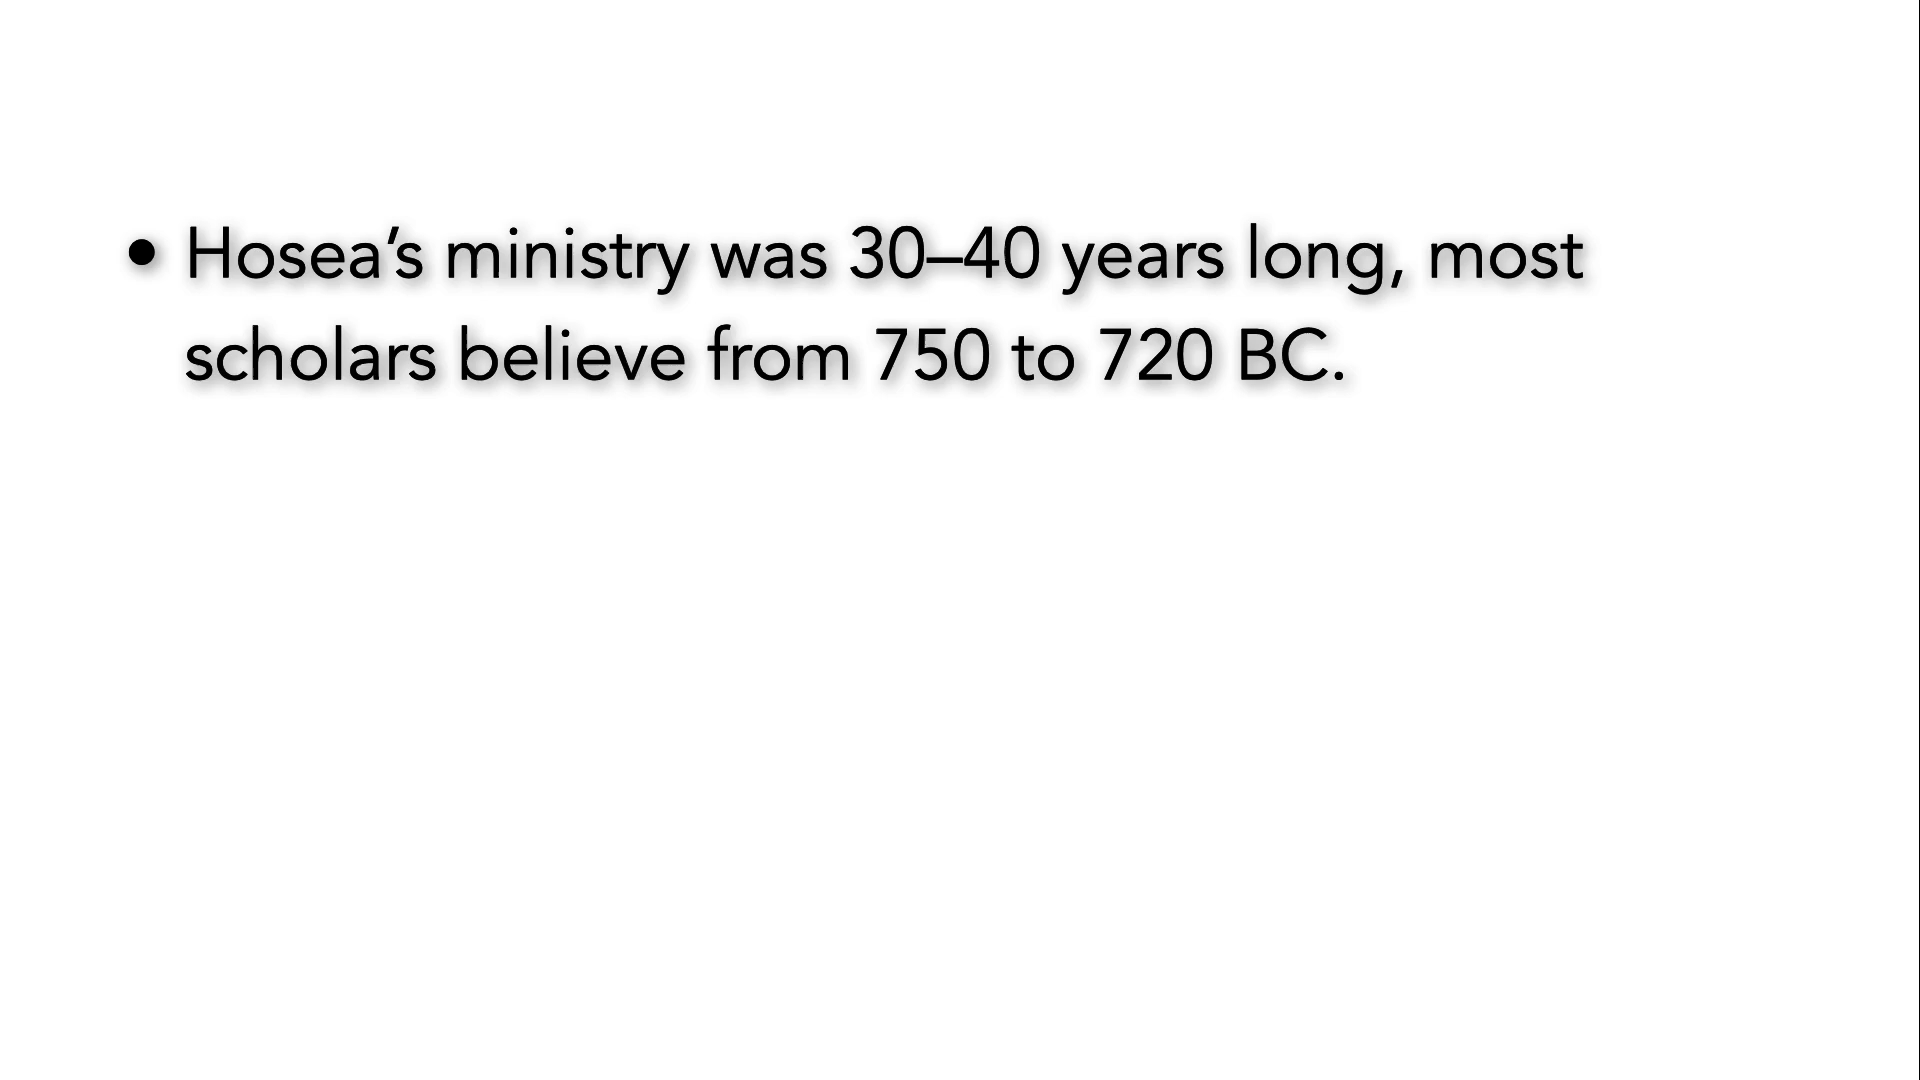 • Hosea’s ministry was 30–40 years long, most
scholars believe from 750 to 720 BC.